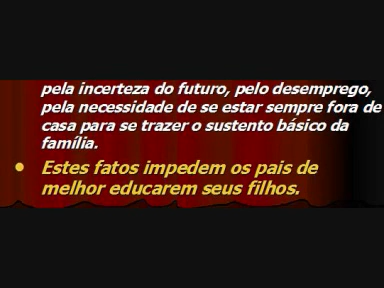 pela incerteza do futuro, pelo desemprego,
pela necessidade de se estar sempre fora de
casa para se trazer o sustento básico da
família.
• Estes fatos impedem os pais de
melhor educarem seus filhos.